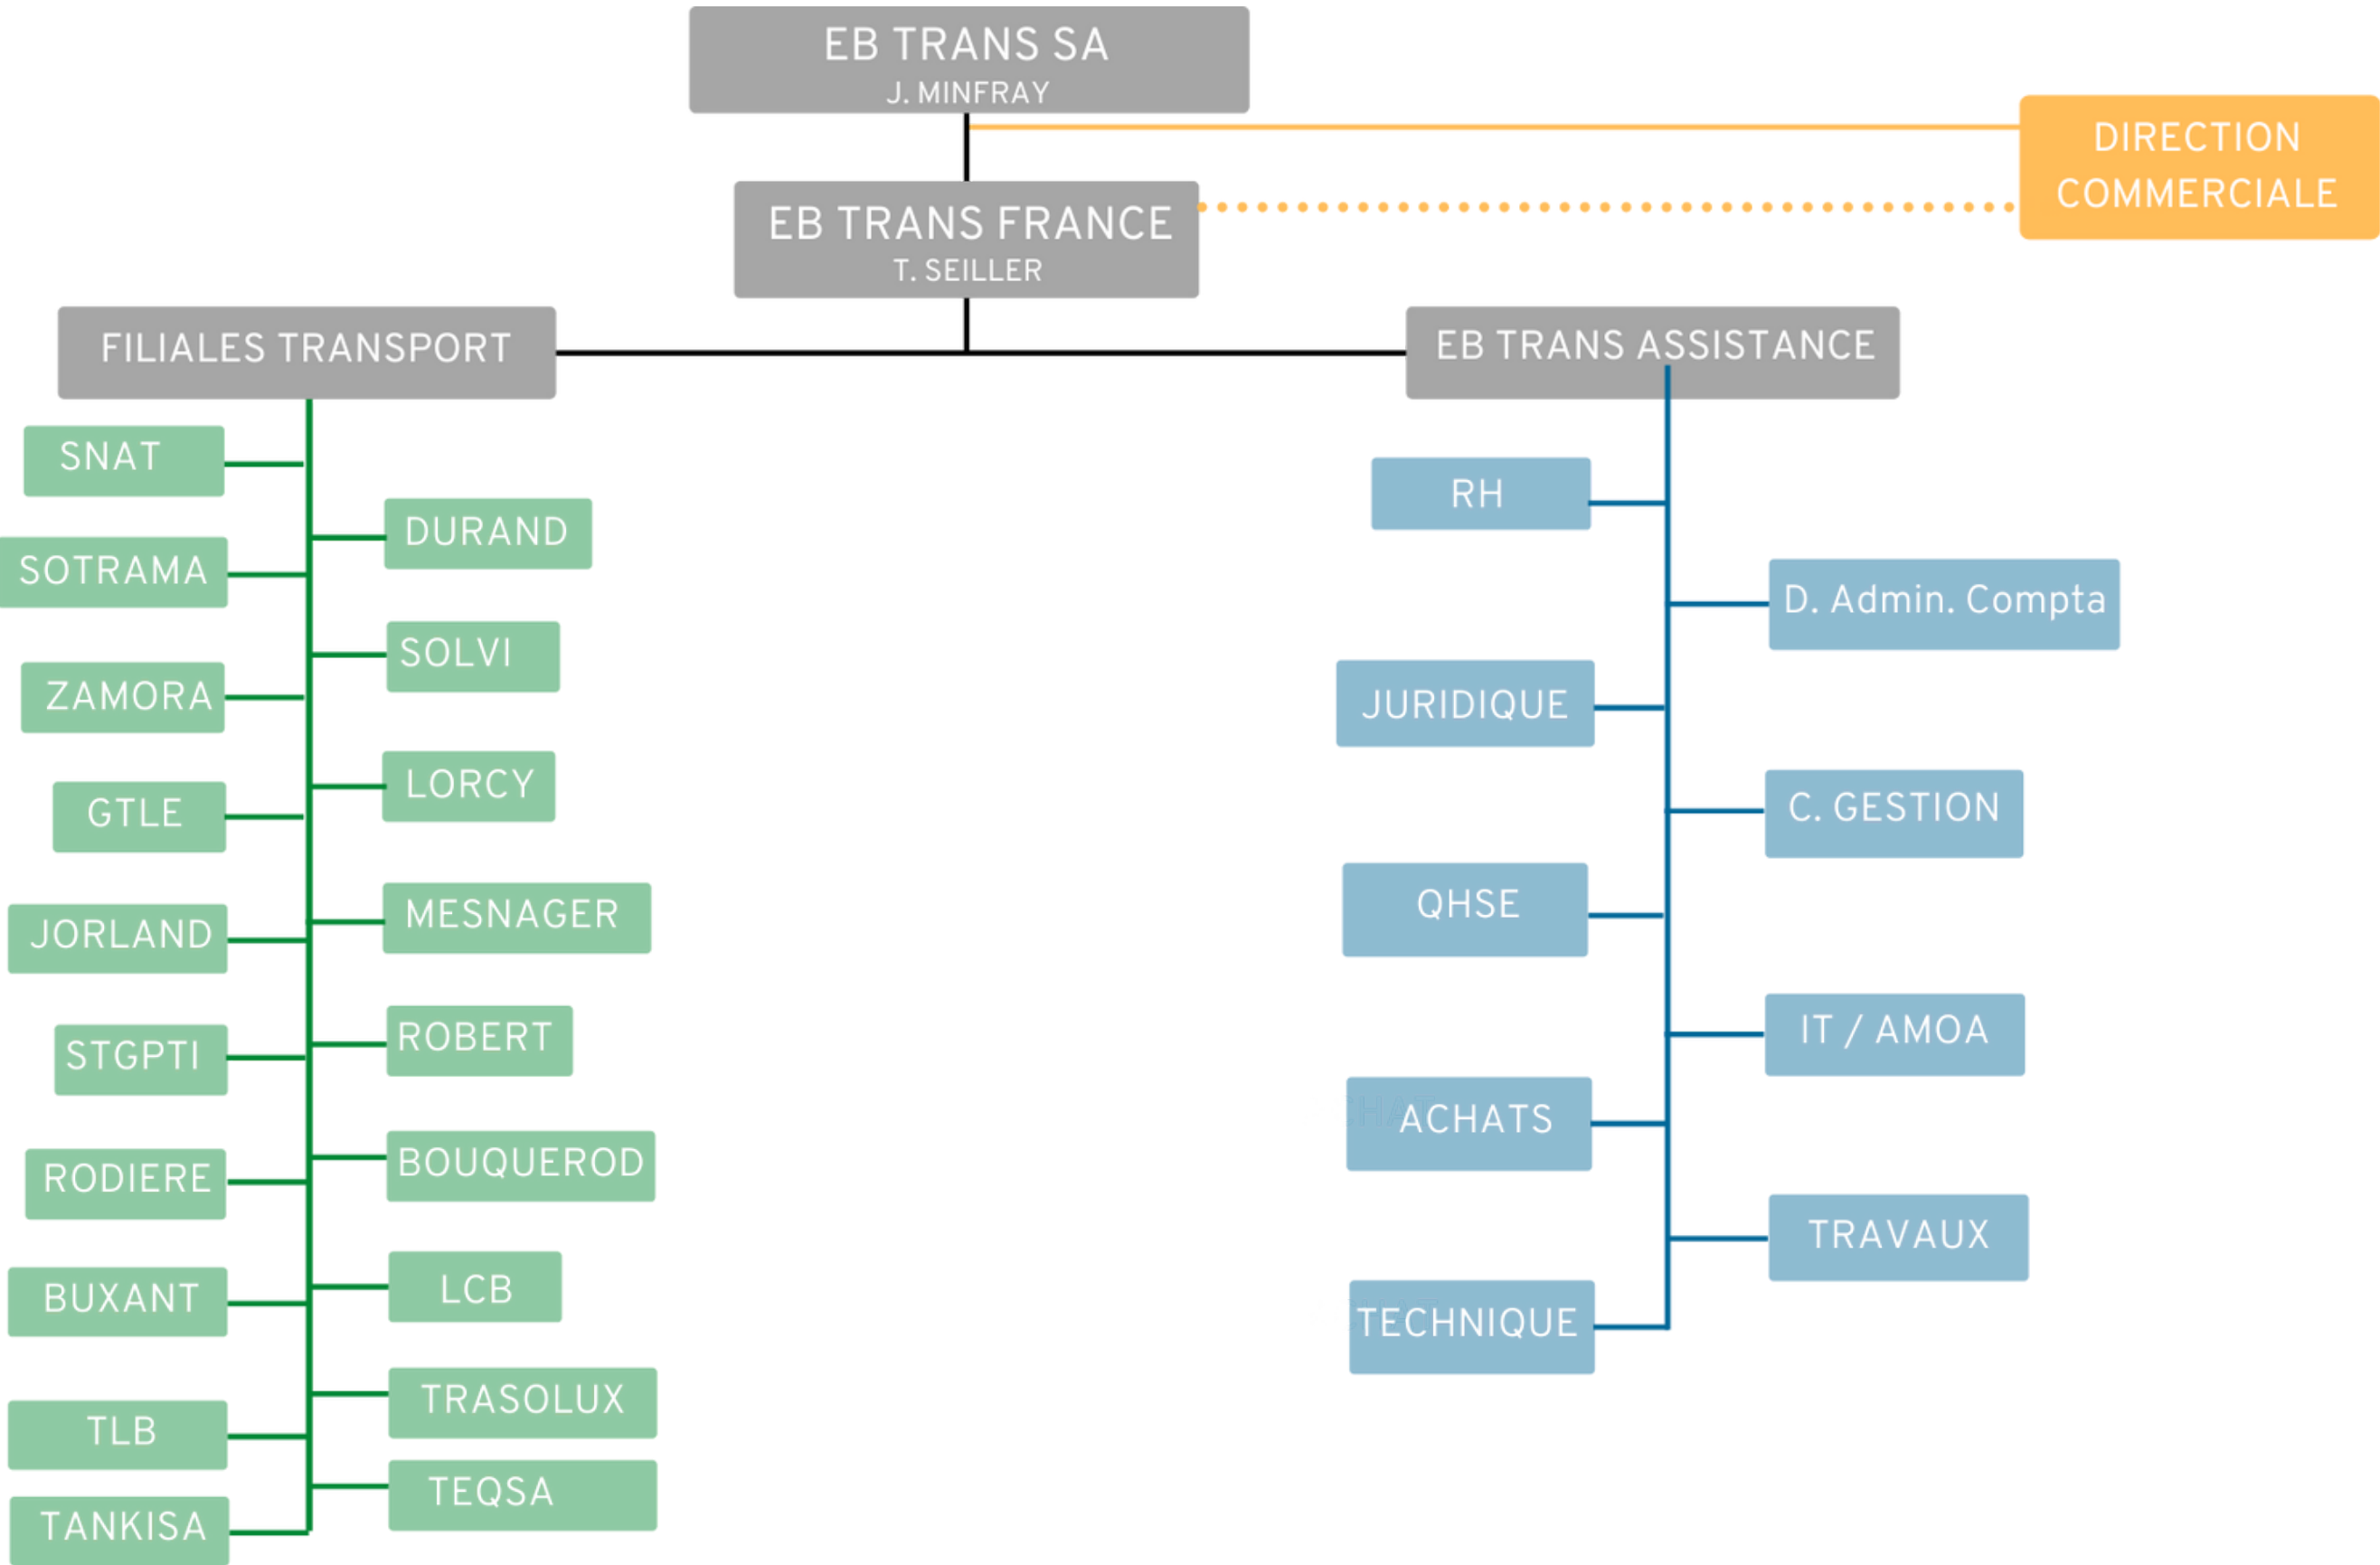 EB TRANS SA
J. MINFRAY
DIRECTION
COMMERCIALE
EB TRANS FRANCE
T. SEILLER
FILIALES TRANSPORT
EB TRANS ASSISTANCE
SNAT
DURAND
SOTRAMA
SOLVI
ZAMORA
LORCY
GTLE
MESNAGER
JORLAND
ROBERT
STGPTI
BOUQUEROD
RODIERE
LCB
BUXANT
TRASOLUX
TLB
TEQSA
TANKISA
RH
D. Admin. Compta
JURIDIQUE
C. GESTION
QHSE
IT / AMOA
ACHATS
TRAVAUX
TECHNIQUE